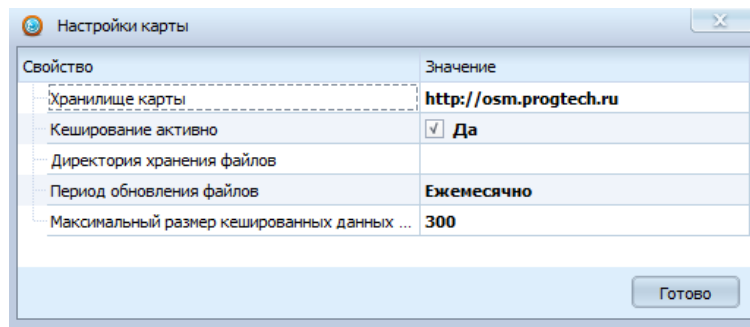 Настройки карты
Свойство Значение
Хранилище карты http://osm.progtech.ru
Кеширование активно Да
Директория хранения файлов
Период обновления файлов Ежемесячно
Максимальный размер кешированных данных ... 300
Готово